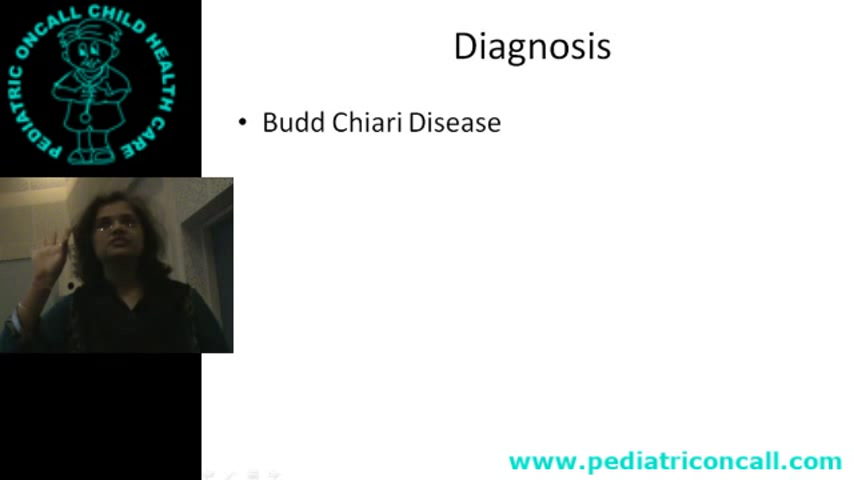 PEDIATRIC ONCALL CHILD HEALTH CARE
Diagnosis
• Budd Chiari Disease
www.pediatriconcall.com